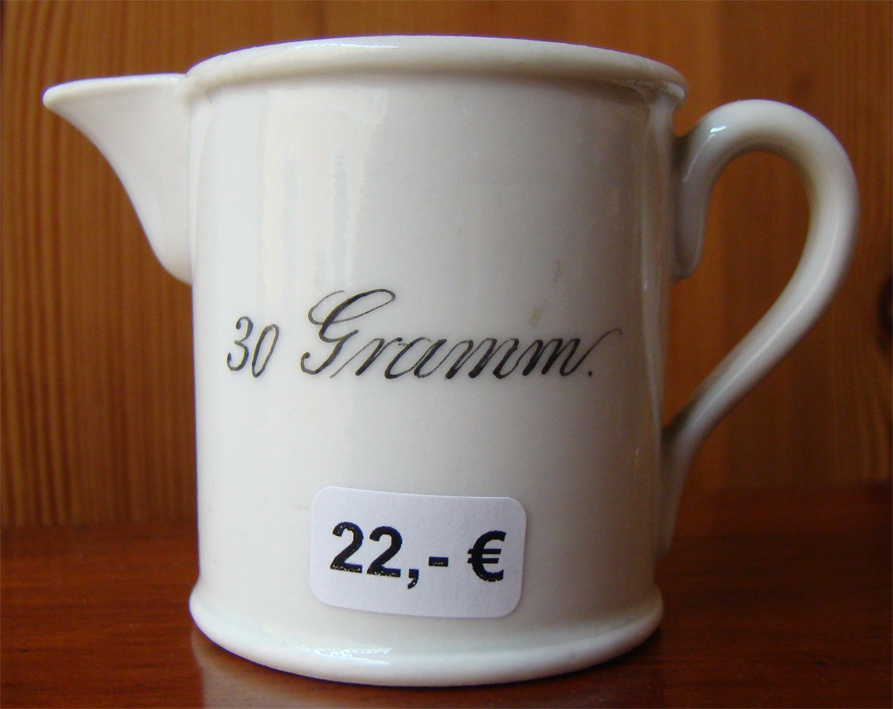 30 Gramm.
22,- €